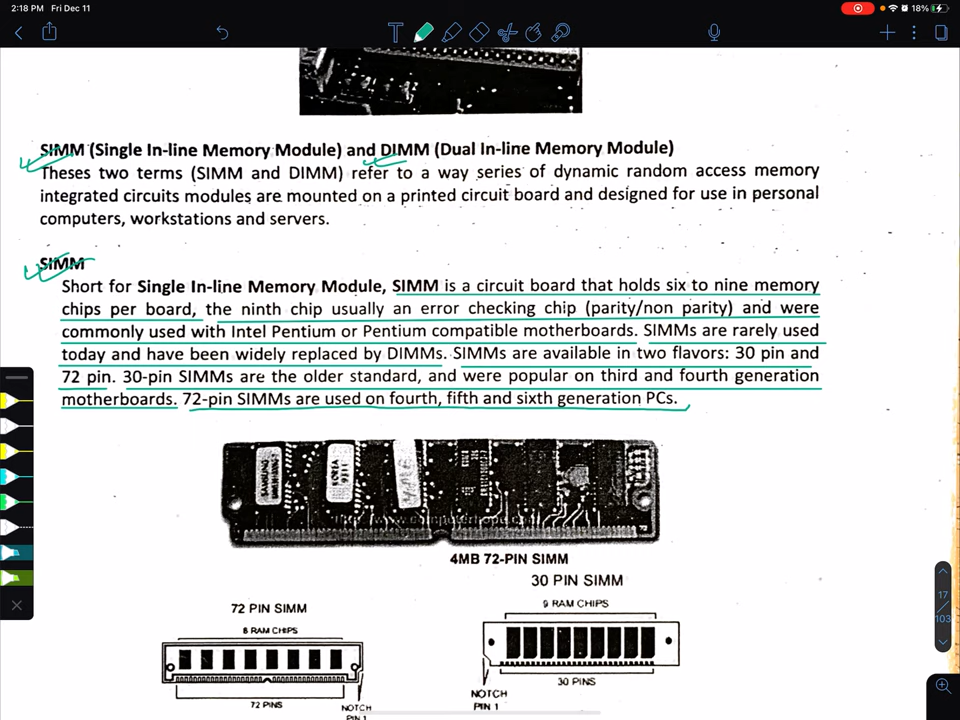 2:18 PM Fri Dec 11
18%
T
SIMM (Single In-line Memory Module) and DIMM (Dual In-line Memory Module)
Theses two terms (SIMM and DIMM) refer to a way series of dynamic random access memory
integrated circuits modules are mounted on a printed circuit board and designed for use in personal
computers, workstations and servers.
SIMM
Short for Single In-line Memory Module, SIMM is a circuit board that holds six to nine memory
chips per board, the ninth chip usually an error checking chip (parity/non parity) and were
commonly used with Intel Pentium or Pentium compatible motherboards. SIMMs are rarely used
today and have been widely replaced by DIMMs. SIMMs are available in two flavors: 30 pin and
72 pin. 30-pin SIMMs are the older standard, and were popular on third and fourth generation
motherboards. 72-pin SIMMs are used on fourth, fifth and sixth generation PCs.
SAMSUNG
KOREA
4MB 72-PIN SIMM
30 PIN SIMM
72 PIN SIMM
9 RAM CHIPS
8 RAM CHIPS
30 PINS
72 PINS
NOTCH
PIN 1
NOTCH
PIN 1
17
103